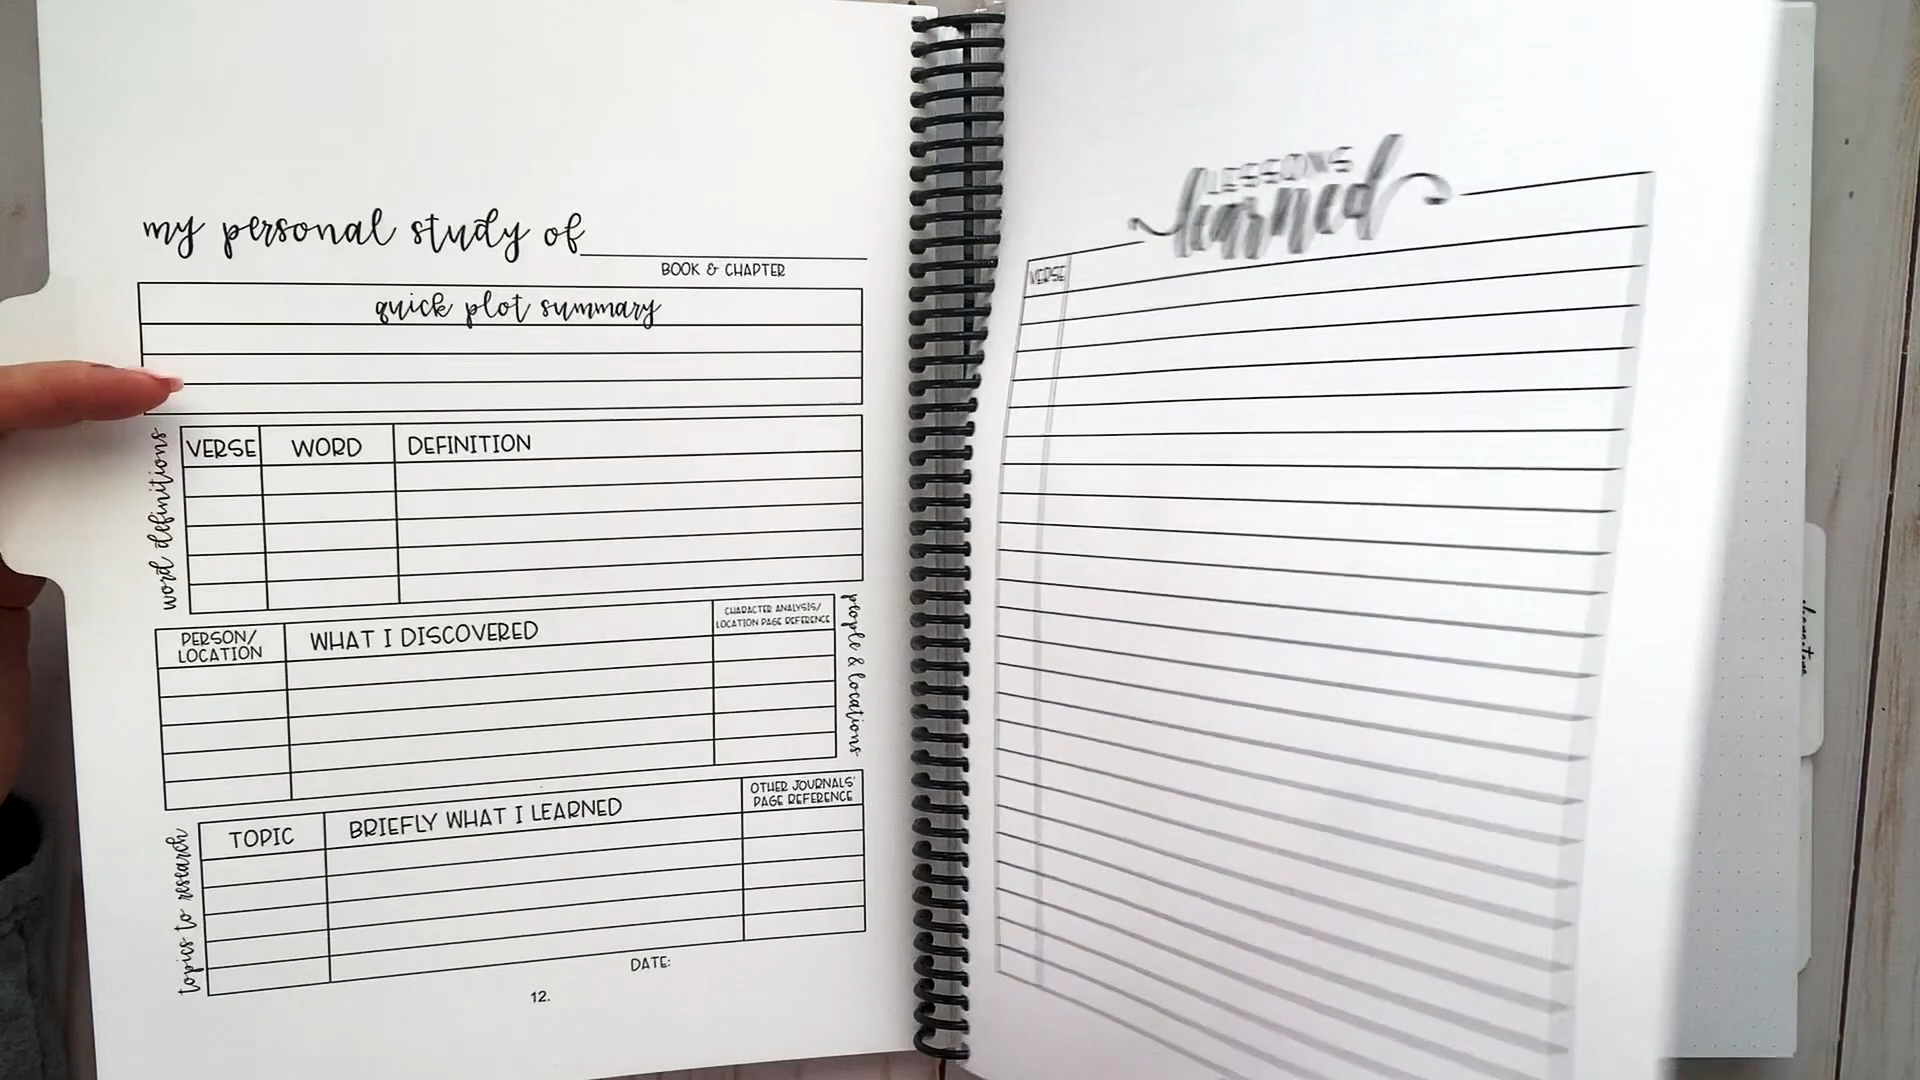 my personal study of
BOOK & CHAPTER
quick plot summary
word definitions
VERSE WORD DEFINITION
PERSON/
LOCATION
WHAT I DISCOVERED
CHARACTER ANALYSIS/
LOCATION PAGE REFERENCE
people & locations
topics to research
TOPIC
BRIEFLY WHAT I LEARNED
OTHER JOURNALS'
PAGE REFERENCE
DATE:
12.
LESSONS
learned
VERSE